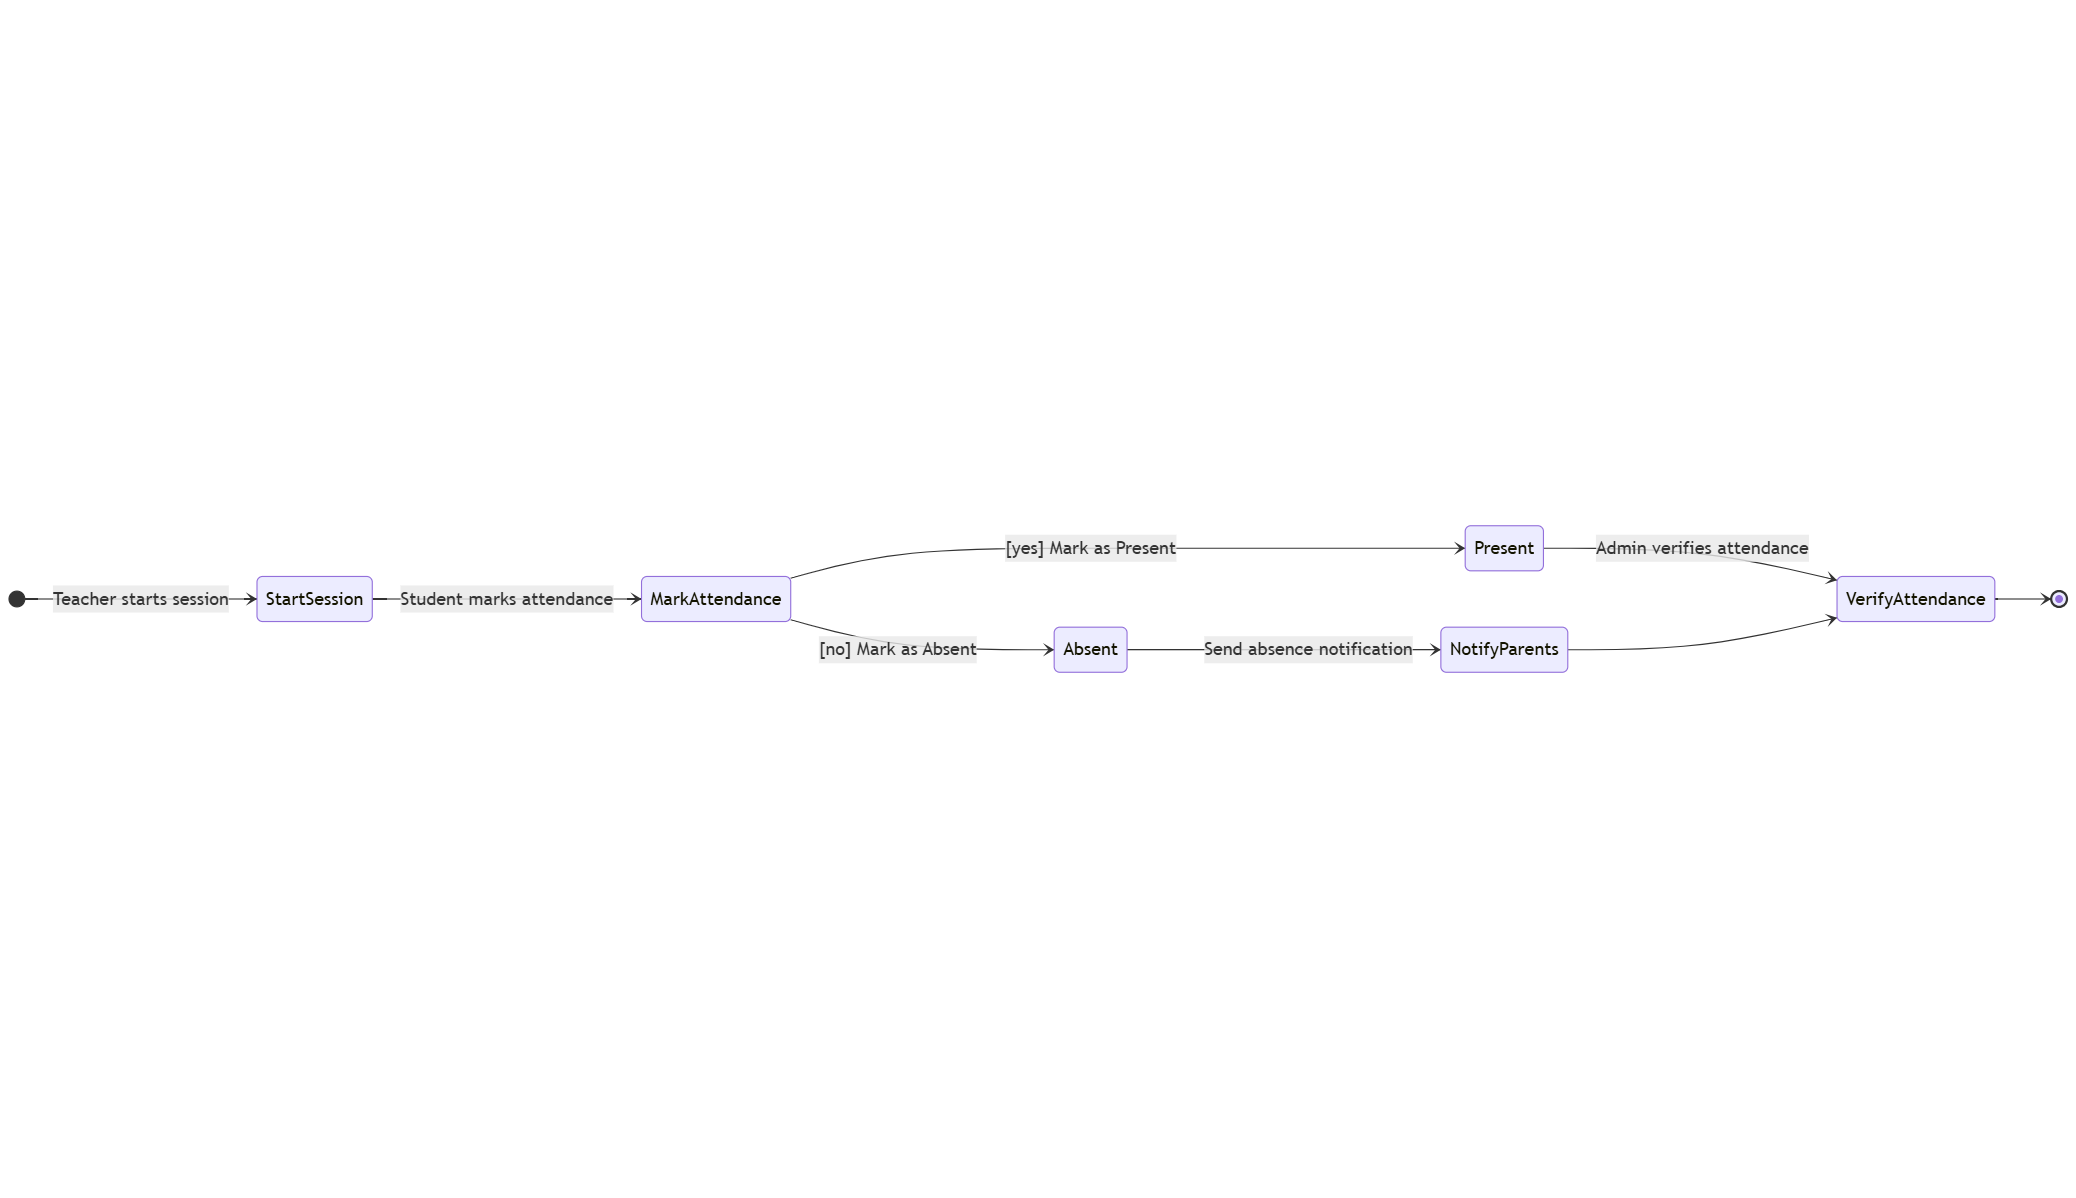 Teacher starts session
StartSession
Student marks attendance
MarkAttendance
[yes] Mark as Present
Present
Admin verifies attendance
[no] Mark as Absent
Absent
Send absence notification
NotifyParents
VerifyAttendance